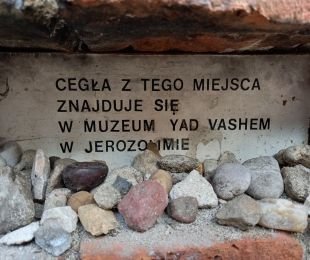 CEGŁA Z TEGO MIEJSCA
ZNAJDUJE SIĘ
W MUZEUM YAD VASHEM
W JEROZOLIMIE